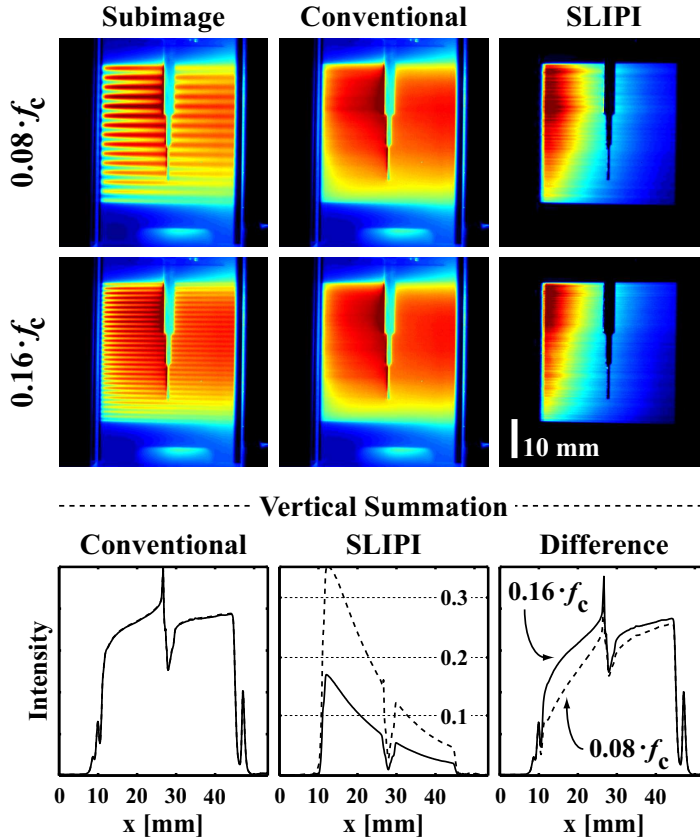 Subimage Conventional SLIPI
0.08·fc
0.16·fc
10 mm
Vertical Summation
Conventional SLIPI Difference
Intensity
0.3
0.2
0.1
0.16·fc
0.08·fc
0 10 20 30 40
0 10 20 30 40
0 10 20 30 40
x [mm] x [mm] x [mm]